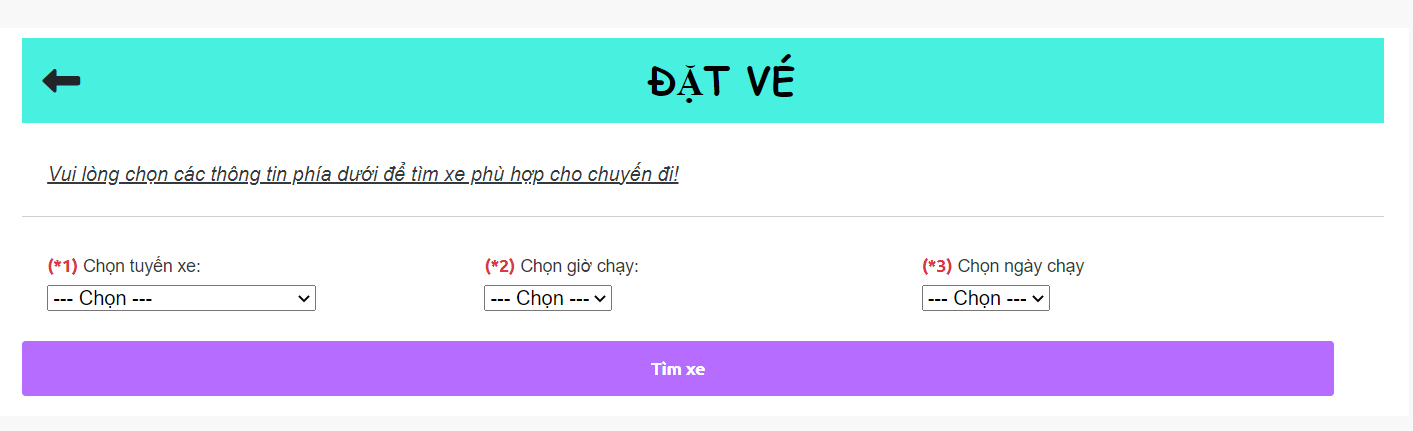 ĐẶT VÉ
Vui lòng chọn các thông tin phía dưới để tìm xe phù hợp cho chuyến đi!
(*1) Chọn tuyến xe:
--- Chọn ---
(*2) Chọn giờ chạy:
--- Chọn ---
(*3) Chọn ngày chạy
--- Chọn ---
Tìm xe